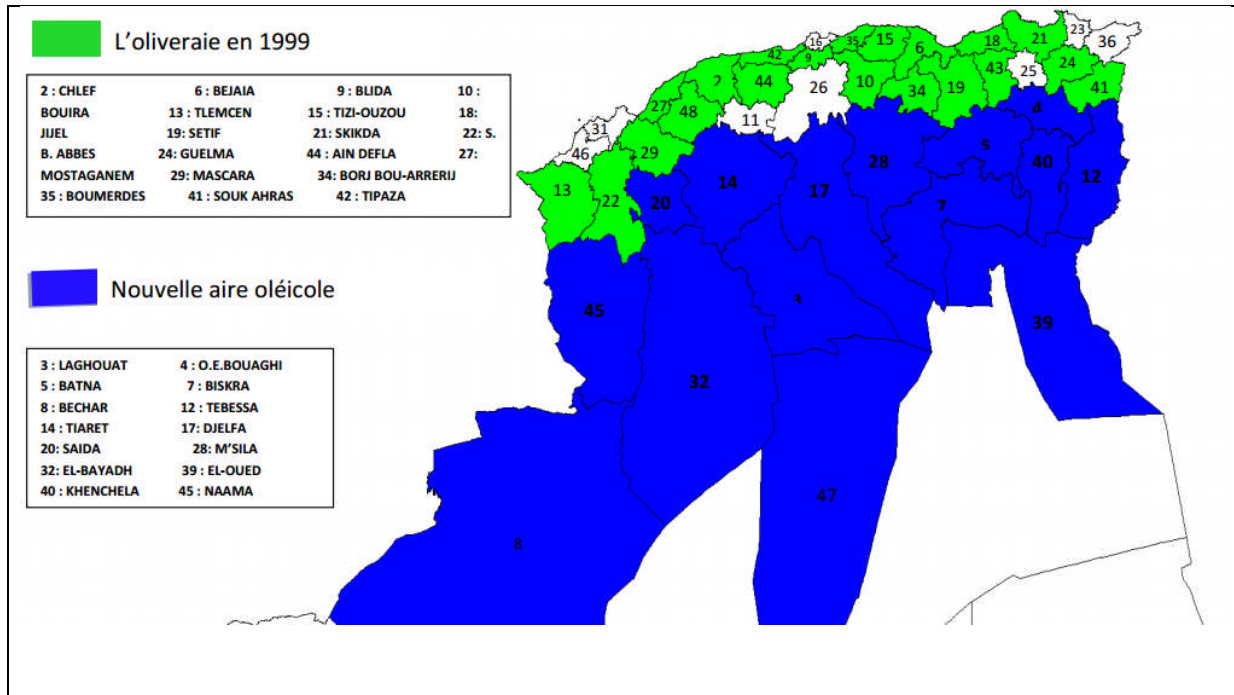 L'oliveraie en 1999
2 : CHLEF 6 : BEJAIA 9 : BLIDA 10 :
BOUIRA 13 : TLEMCEN 15 : TIZI-OUZOU 18:
JIJEL 19: SETIF 21: SKIKDA 22: S.
B. ABBES 24: GUELMA 44 : AIN DEFLA 27:
MOSTAGANEM 29: MASCARA 34: BORJ BOU-ARRERIJ
35 : BOUMERDES 41 : SOUK AHRAS 42 : TIPAZA
Nouvelle aire oléicole
3 : LAGHOUAT 4 : O.E.BOUAGHI
5 : BATNA 7 : BISKRA
8 : BECHAR 12 : TEBESSA
14 : TIARET 17: DJELFA
20: SAIDA 28: M'SILA
32: EL-BAYADH 39 : EL-OUED
40 : KHENCHELA 45 : NAAMA
16 35 15 6 18 21 23 36
42 9
2 44 26 10 34 19 43 25 24 41
27 48 11
31 46 29
4
5
13 22 20 14 17 28 7 40 12
45 32 3 39
47
8